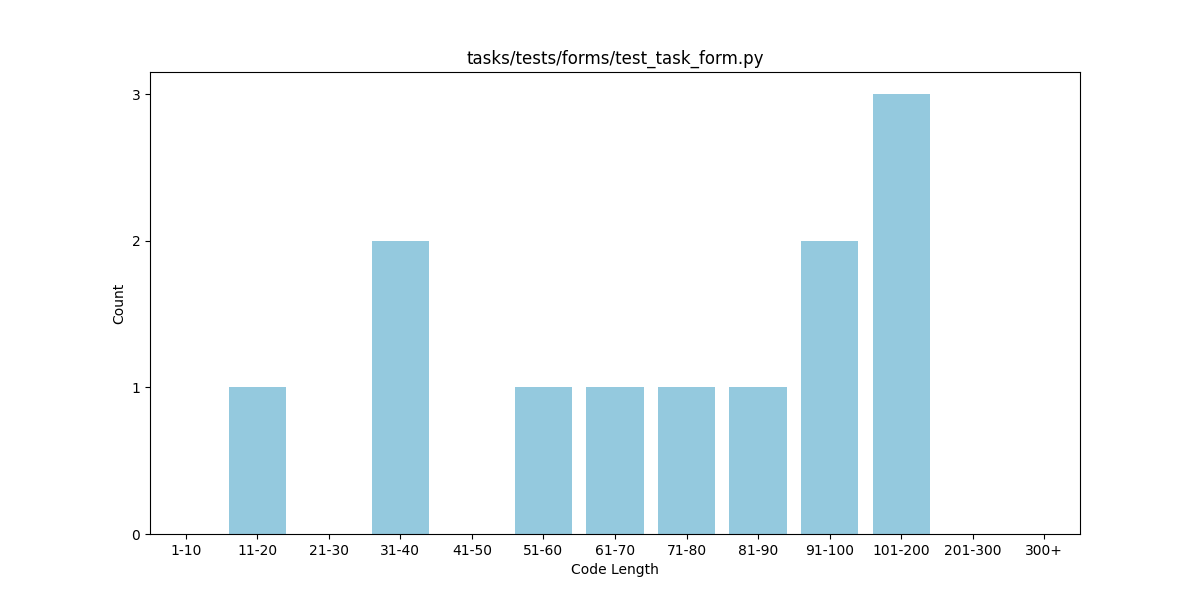 tasks/tests/forms/test_task_form.py
3
2
1
0
Count
1-10 11-20 21-30 31-40 41-50 51-60 61-70 71-80 81-90 91-100 101-200 201-300 300+
Code Length